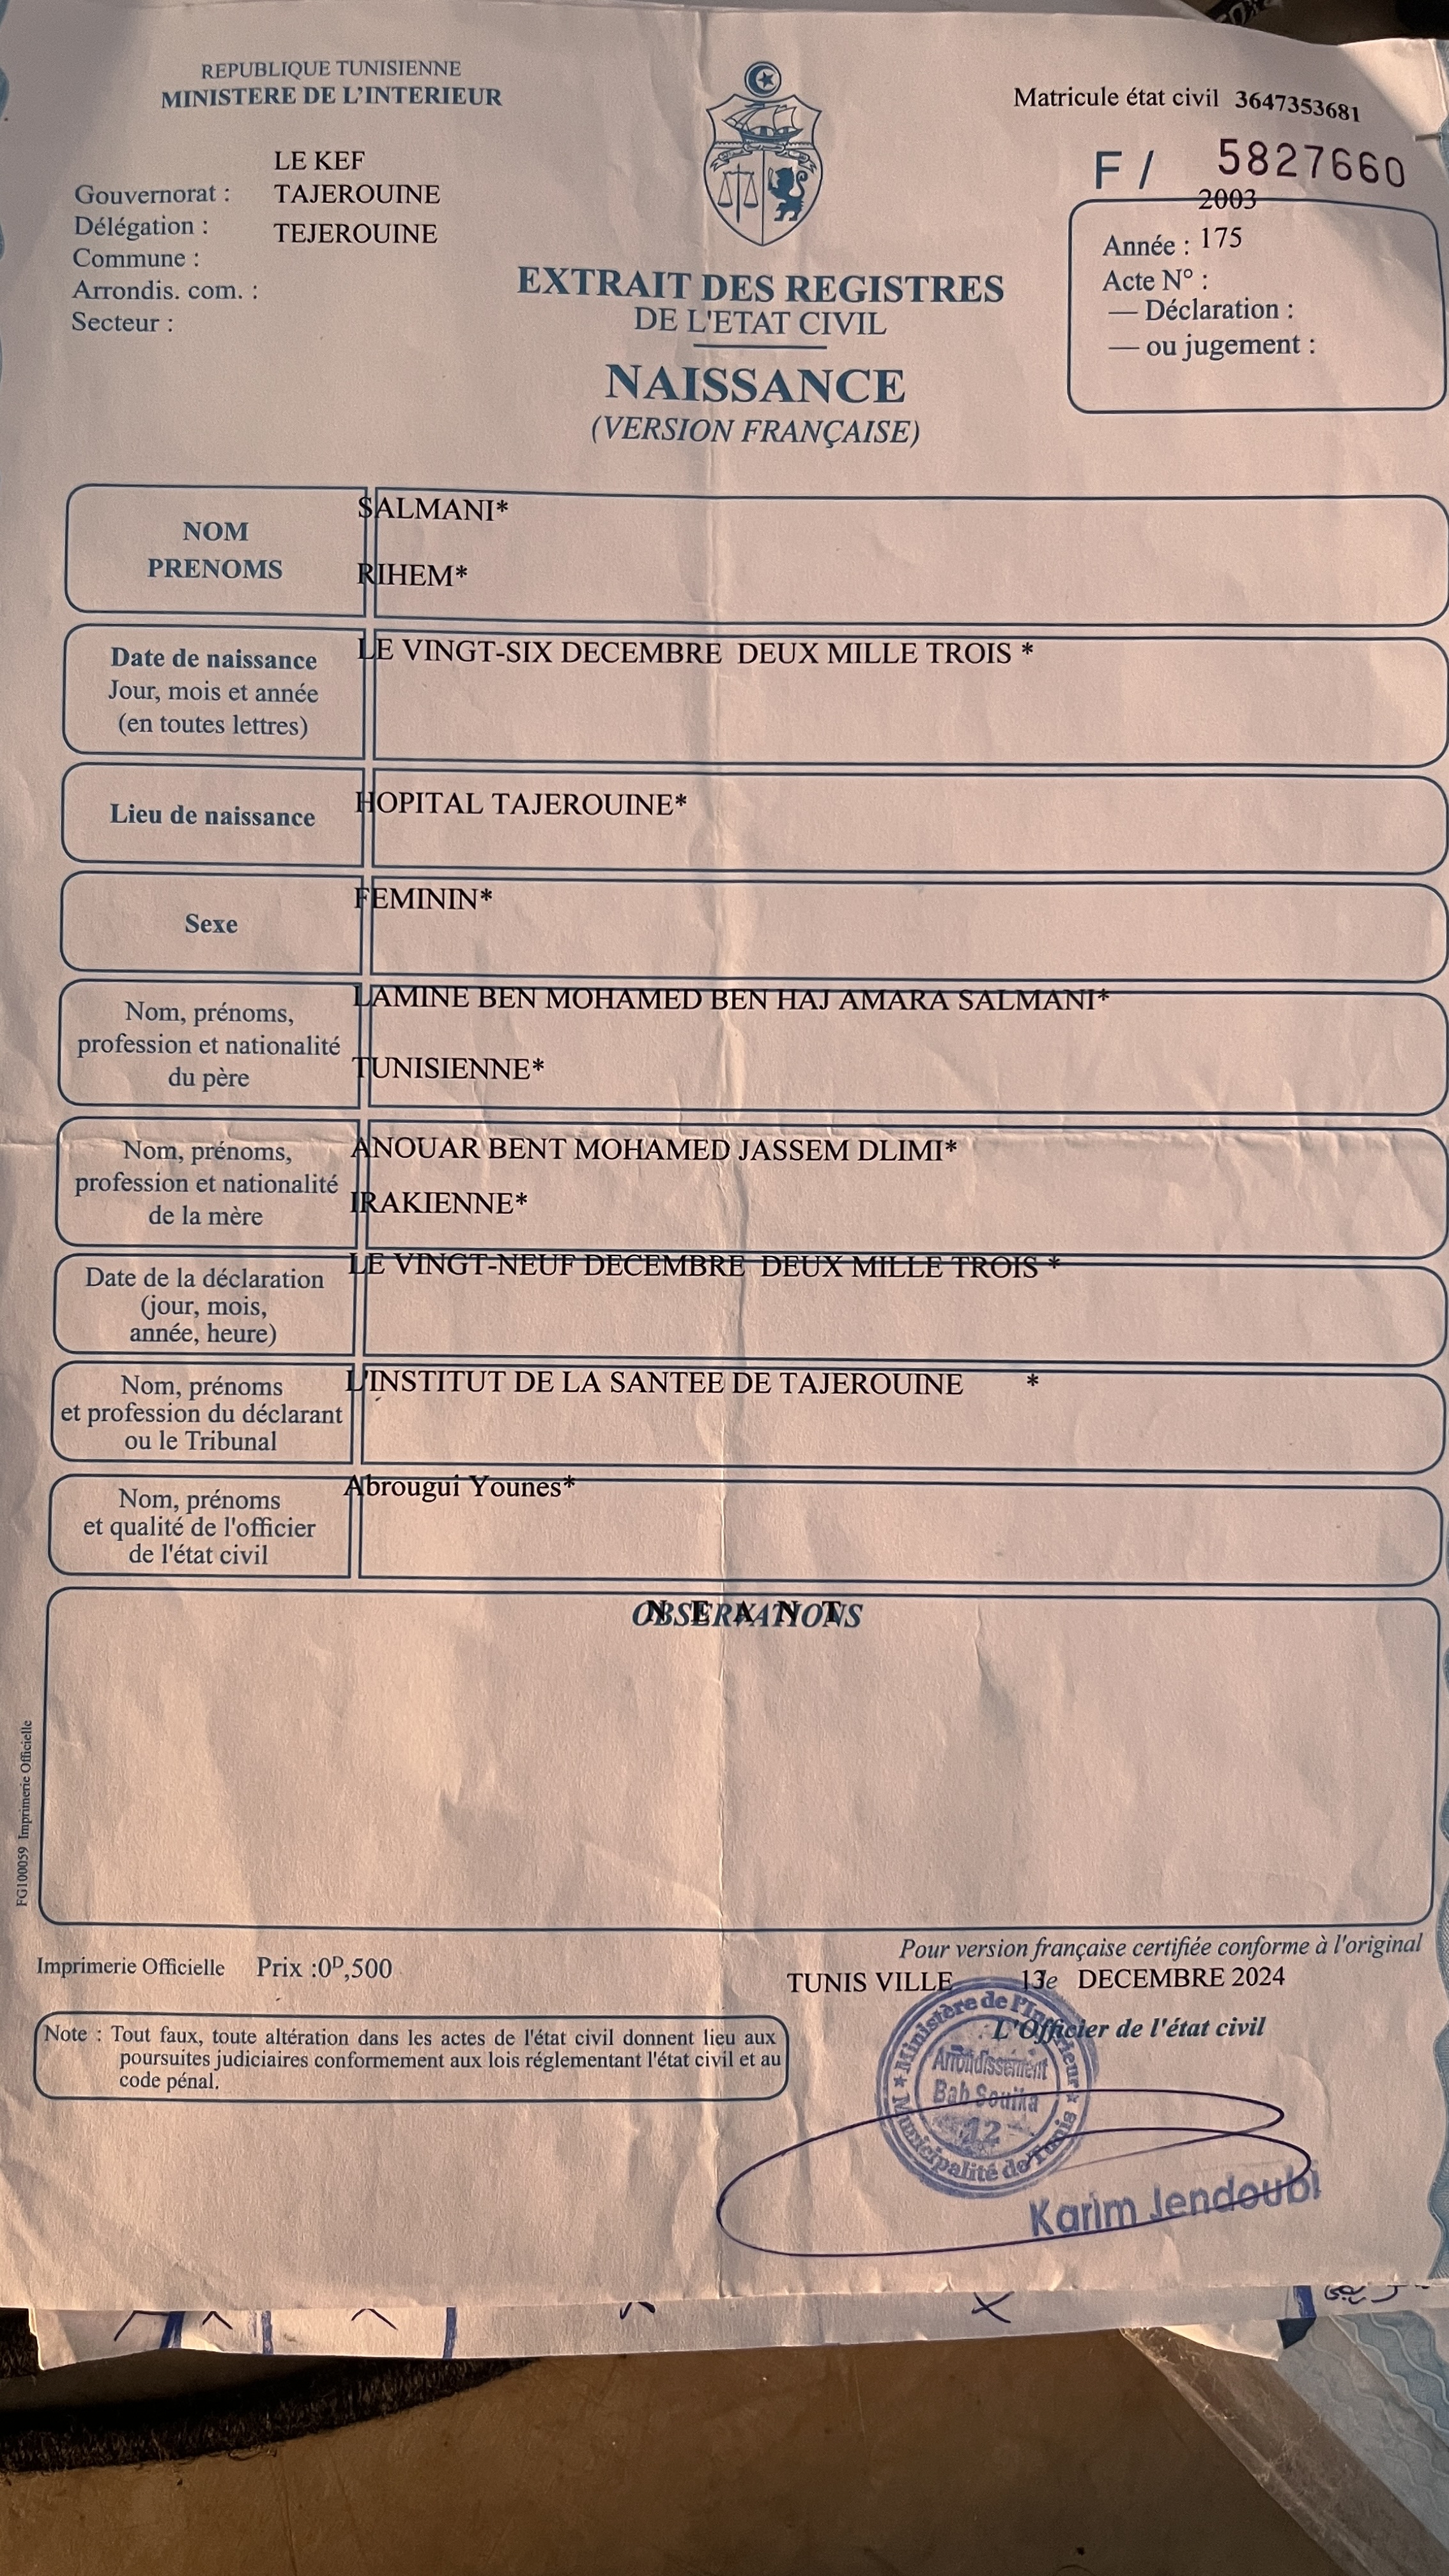 REPUBLIQUE TUNISIENNE
MINISTERE DE L'INTERIEUR
Matricule état civil 3647353681
F / 5827660
LE KEF
Gouvernorat : TAJEROUINE
Délégation : TEJEROUINE
Commune :
Arrondis. com. :
Secteur :
2003
Année : 175
Acte N° :
— Déclaration :
— ou jugement :
EXTRAIT DES REGISTRES
DE L'ETAT CIVIL
NAISSANCE
(VERSION FRANÇAISE)
NOM
PRENOMS
SALMANI*
RIHEM*
Date de naissance
Jour, mois et année
(en toutes lettres)
LE VINGT-SIX DECEMBRE DEUX MILLE TROIS *
Lieu de naissance
HOPITAL TAJEROUINE*
Sexe
FEMININ*
Nom, prénoms,
profession et nationalité
du père
LAMINE BEN MOHAMED BEN HAJ AMARA SALMANI*
TUNISIENNE*
Nom, prénoms,
profession et nationalité
de la mère
ANOUAR BENT MOHAMED JASSEM DLIMI*
IRAKIENNE*
Date de la déclaration
(jour, mois,
année, heure)
LE VINGT-NEUF DECEMBRE DEUX MILLE TROIS *
Nom, prénoms
et profession du déclarant
ou le Tribunal
L'INSTITUT DE LA SANTEE DE TAJEROUINE *
Nom, prénoms
et qualité de l'officier
de l'état civil
Abrougui Younes*
OBSERVATIONS
N E A N T
FG100059 Imprimerie Officielle
Imprimerie Officielle Prix :0ᴰ,500
Pour version française certifiée conforme à l'original
TUNIS VILLE 13e DECEMBRE 2024
L'Officier de l'état civil
Note : Tout faux, toute altération dans les actes de l'état civil donnent lieu aux
poursuites judiciaires conformement aux lois réglementant l'état civil et au
code pénal.
Ministère de l'Intérieur
Arrondissement
Bab Souika
12
Municipalité de Tunis
Karim Jendoubi